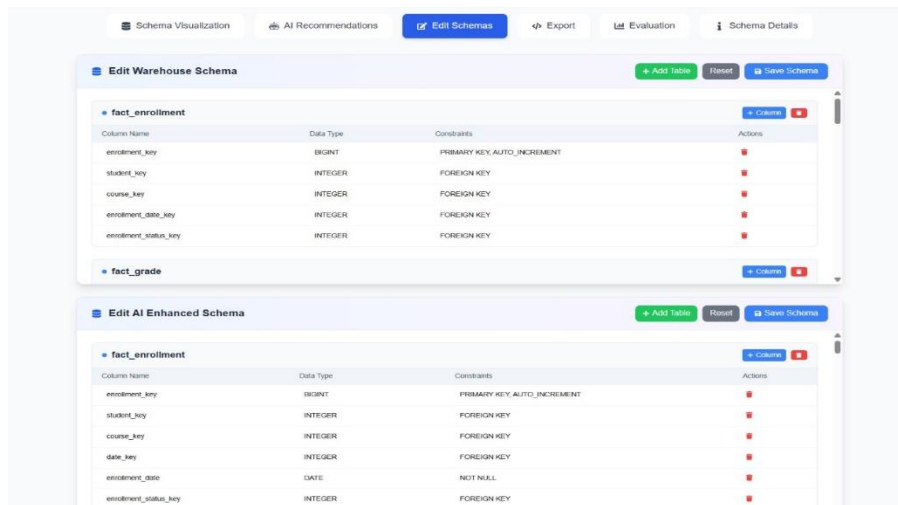 Schema Visualization AI Recommendations Edit Schemas Export Evaluation Schema Details
Edit Warehouse Schema + Add Table Reset Save Schema
fact_enrollment + Column
Column Name Data Type Constraints Actions
enrollment_key BIGINT PRIMARY KEY, AUTO_INCREMENT
student_key INTEGER FOREIGN KEY
course_key INTEGER FOREIGN KEY
enrollment_date_key INTEGER FOREIGN KEY
enrollment_status_key INTEGER FOREIGN KEY
fact_grade + Column
Edit AI Enhanced Schema + Add Table Reset Save Schema
fact_enrollment + Column
Column Name Data Type Constraints Actions
enrollment_key BIGINT PRIMARY KEY, AUTO_INCREMENT
student_key INTEGER FOREIGN KEY
course_key INTEGER FOREIGN KEY
date_key INTEGER FOREIGN KEY
enrollment_date DATE NOT NULL
enrollment_status_key INTEGER FOREIGN KEY